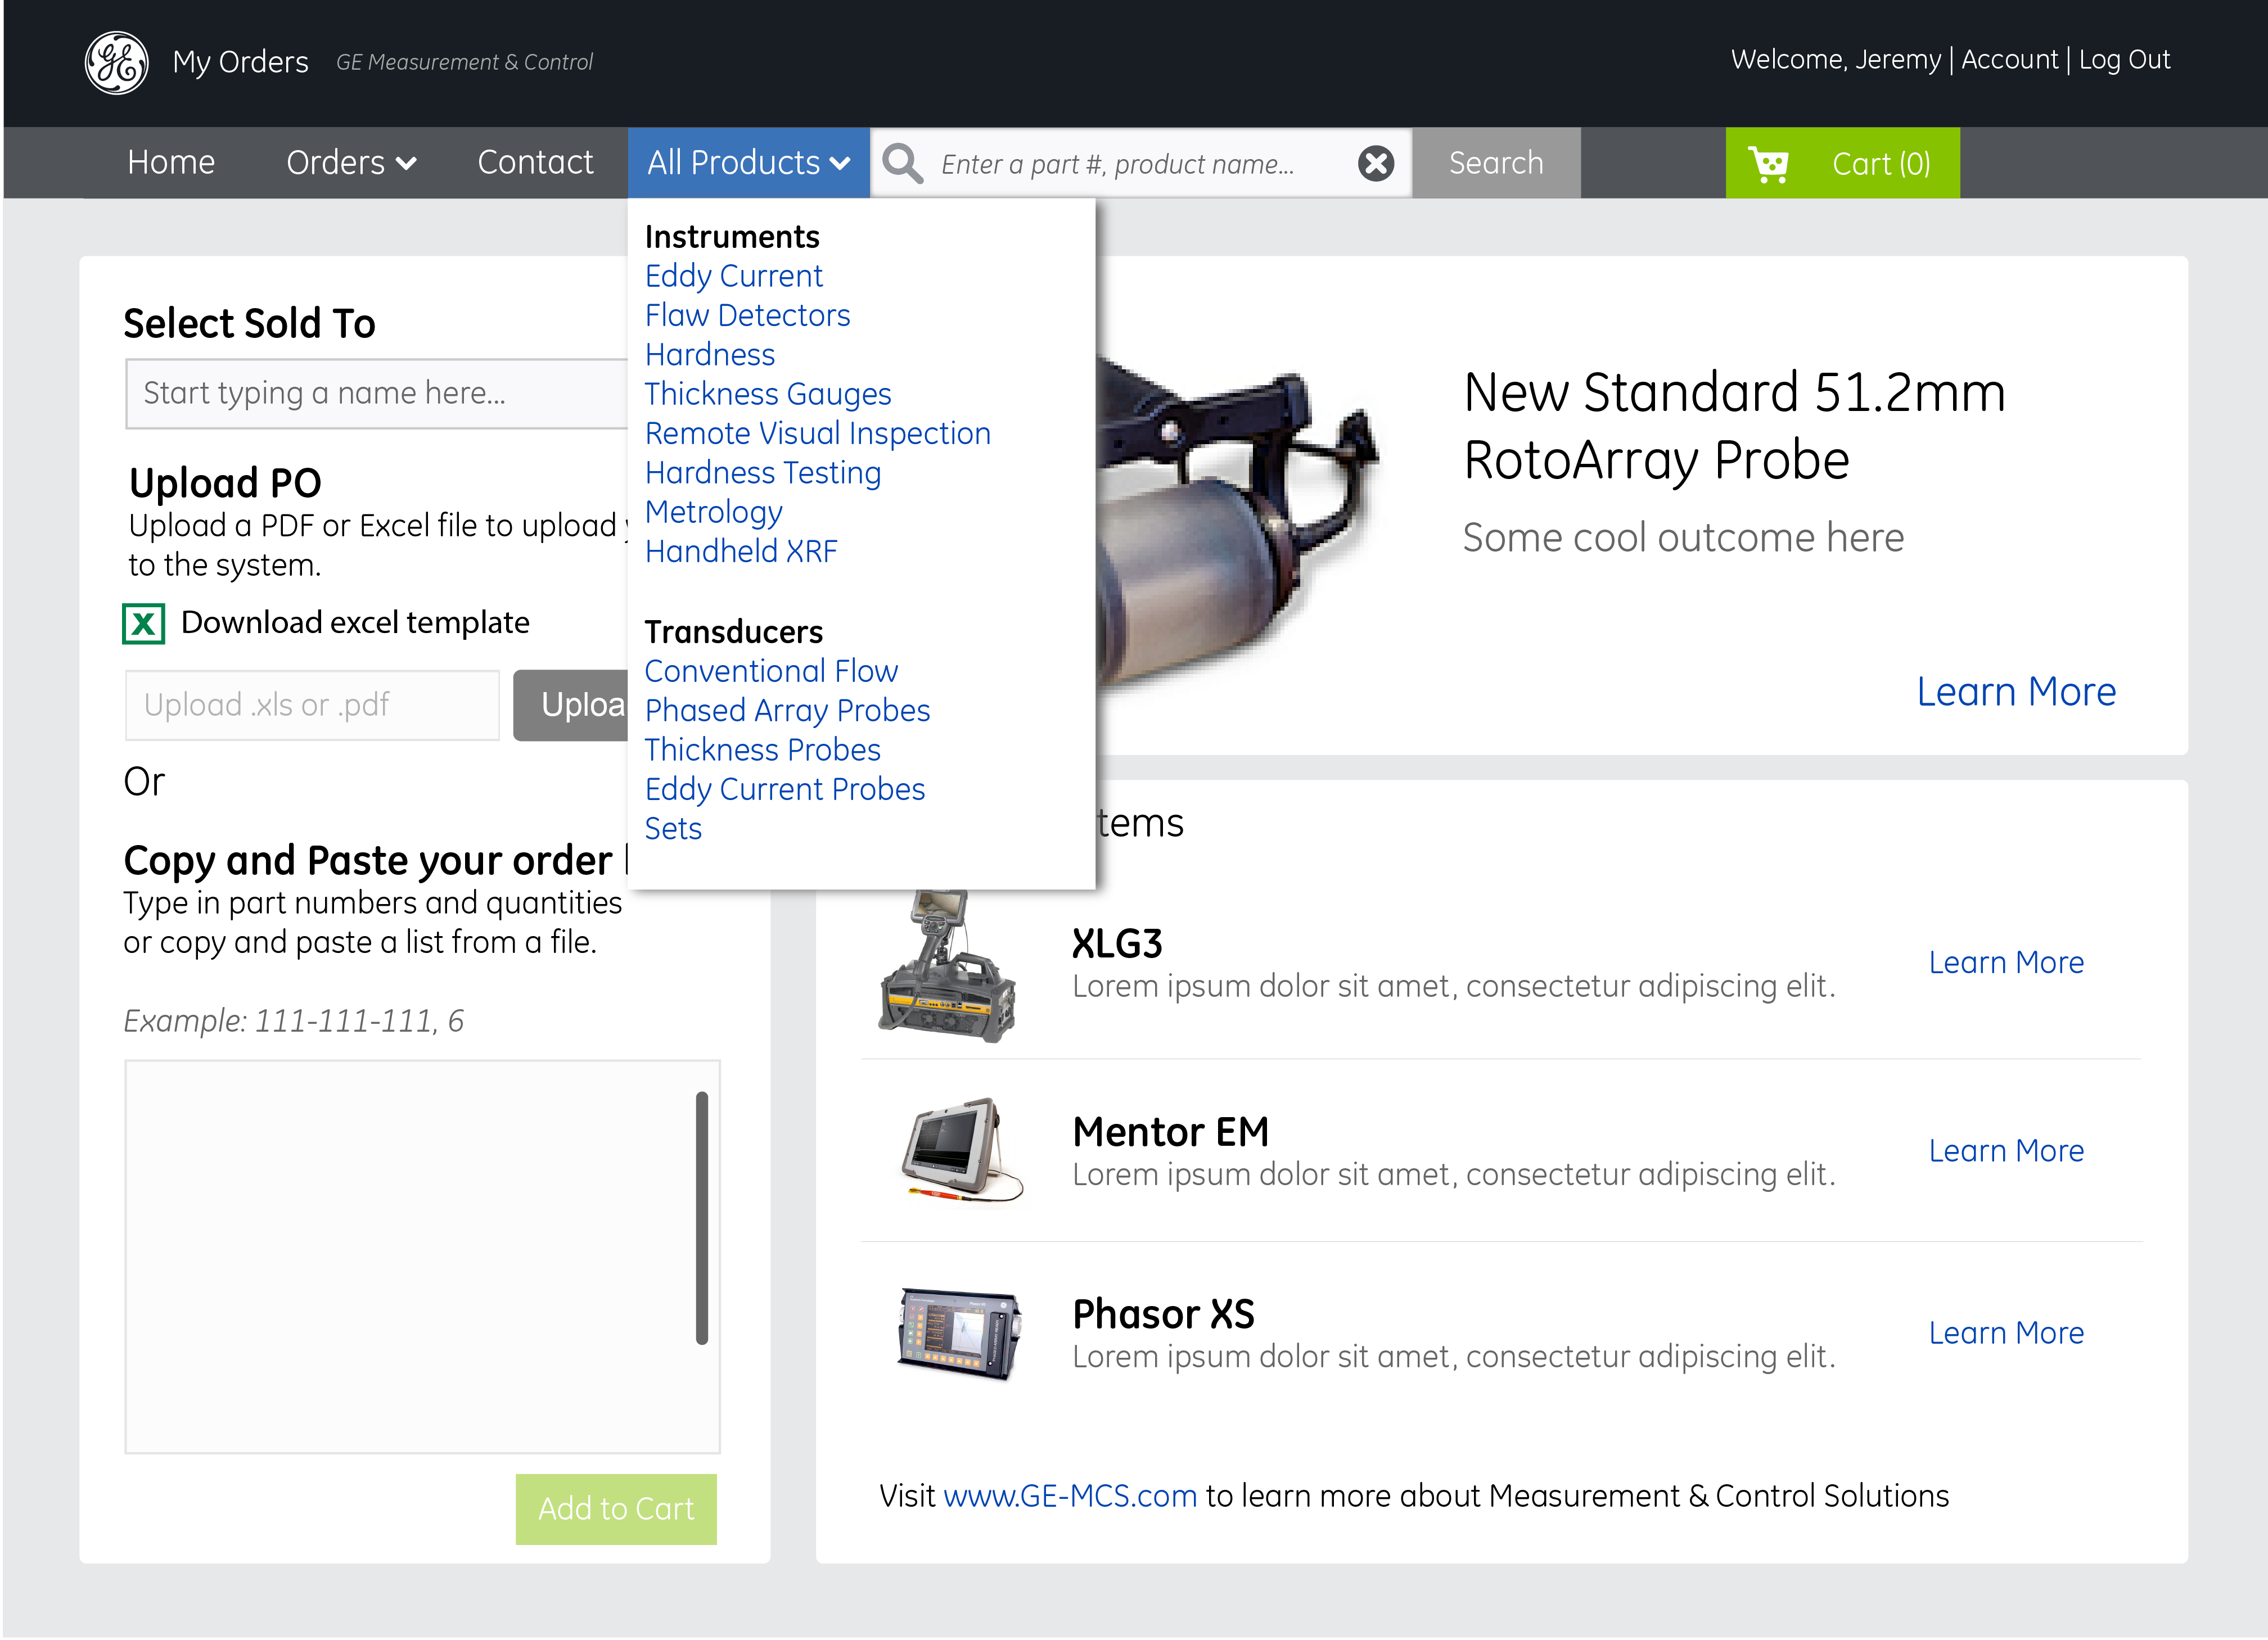 GE My Orders GE Measurement & Control
Welcome, Jeremy | Account | Log Out
Home Orders Contact All Products Enter a part #, product name... Search Cart (0)
Instruments
Eddy Current
Flaw Detectors
Hardness
Thickness Gauges
Remote Visual Inspection
Hardness Testing
Metrology
Handheld XRF
Transducers
Conventional Flow
Phased Array Probes
Thickness Probes
Eddy Current Probes
Sets
Select Sold To
Start typing a name here...
Upload PO
Upload a PDF or Excel file to upload
to the system.
X Download excel template
Upload .xls or .pdf Uploa
Or
Copy and Paste your order
Type in part numbers and quantities
or copy and paste a list from a file.
Example: 111-111-111, 6
Add to Cart
New Standard 51.2mm
RotoArray Probe
Some cool outcome here
Learn More
tems
XLG3
Lorem ipsum dolor sit amet, consectetur adipiscing elit.
Learn More
Mentor EM
Lorem ipsum dolor sit amet, consectetur adipiscing elit.
Learn More
Phasor XS
Lorem ipsum dolor sit amet, consectetur adipiscing elit.
Learn More
Visit www.GE-MCS.com to learn more about Measurement & Control Solutions